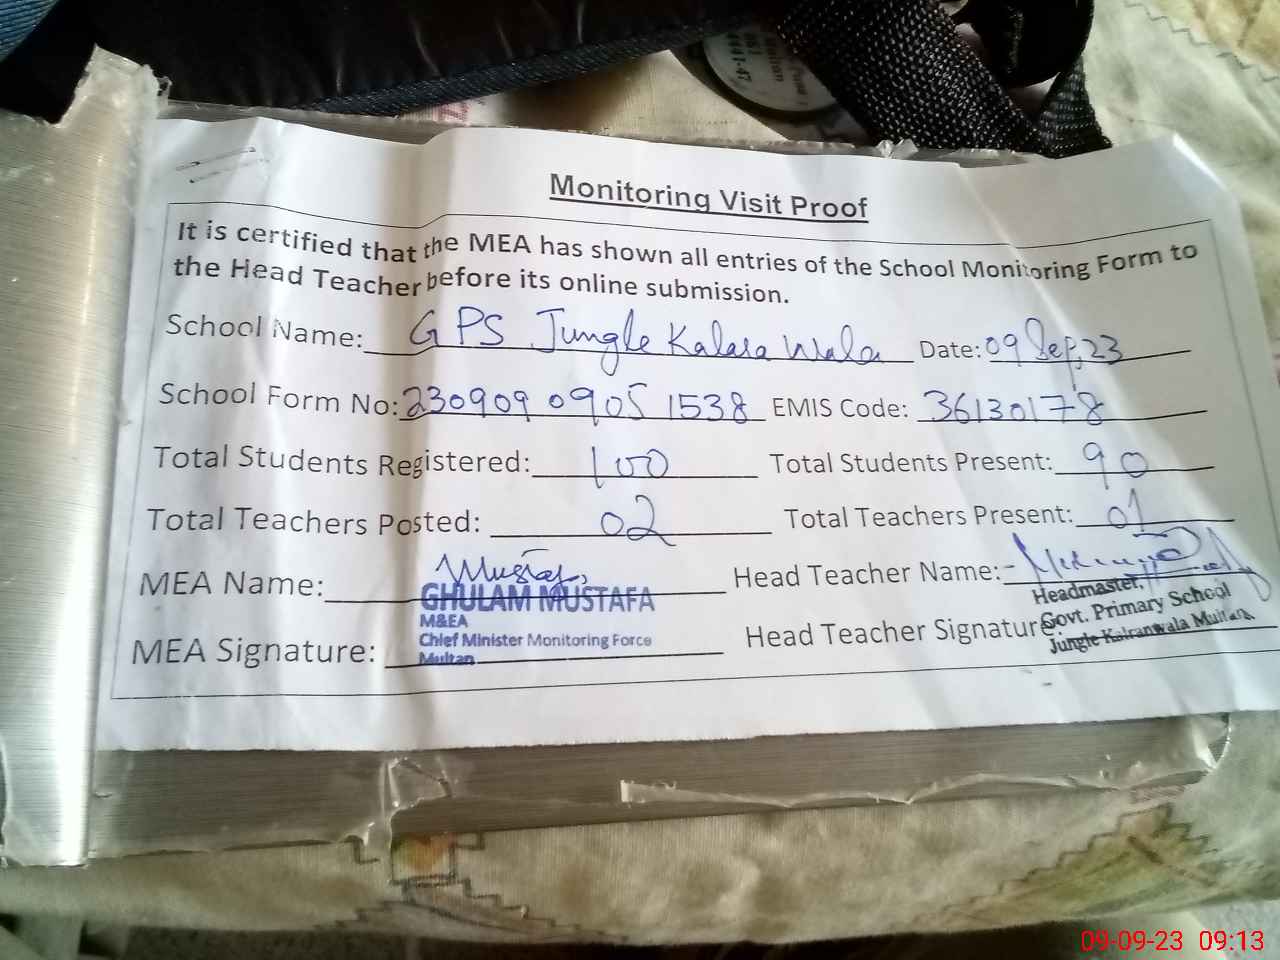 Monitoring Visit Proof
It is certified that the MEA has shown all entries of the School Monitoring Form to
the Head Teacher before its online submission.
School Name: GPS Jungle Kalara Wala Date: 09 Sep, 23
School Form No: 230909 0905 1538 EMIS Code: 36130178
Total Students Registered: 100 Total Students Present: 90
Total Teachers Posted: 02 Total Teachers Present: 01
MEA Name: Mustafa Head Teacher Name:-
GHULAM MUSTAFA
M&EA
Chief Minister Monitoring Force
Multan
Headmaster,
Govt. Primary School
Jungle Kalranwala Multan.
MEA Signature: Head Teacher Signature
09-09-23 09:13